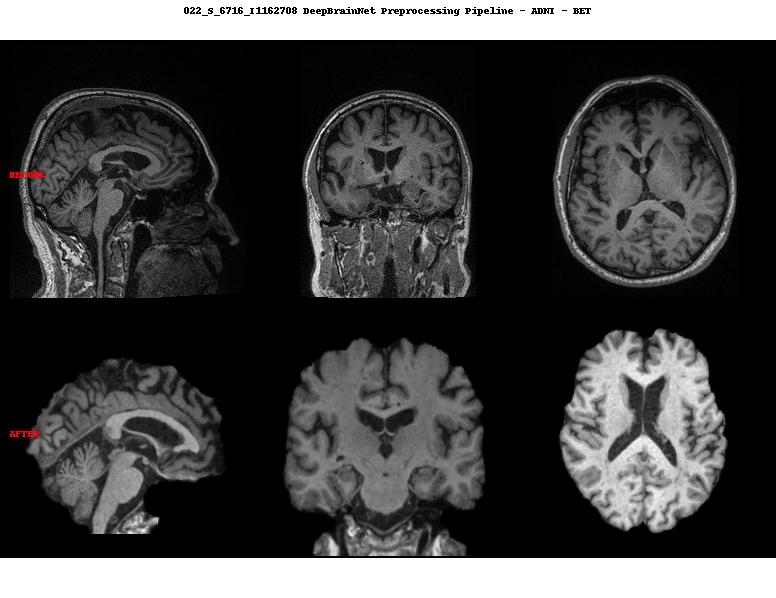 022_S_6716_I1162708 DeepBrainNet Preprocessing Pipeline - ADNI - BET
BEFORE
AFTER